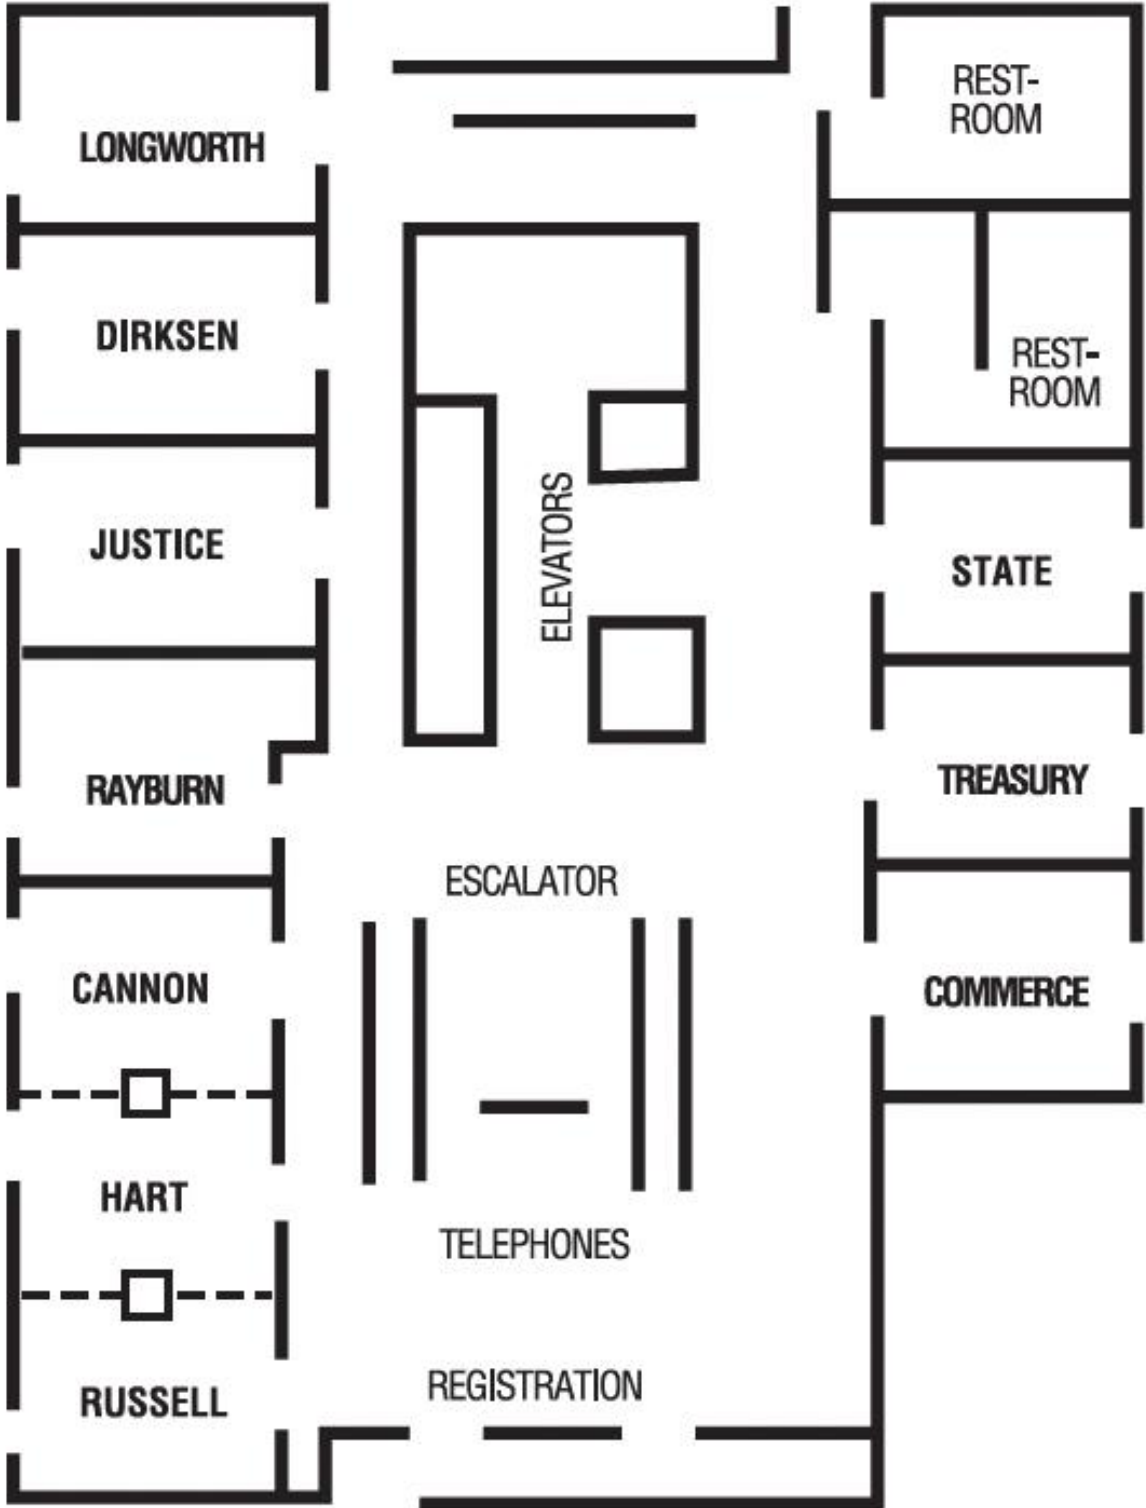 REST-
ROOM
LONGWORTH
DIRKSEN
REST-
ROOM
ELEVATORS
JUSTICE
STATE
TREASURY
RAYBURN
ESCALATOR
CANNON
COMMERCE
HART
TELEPHONES
REGISTRATION
RUSSELL